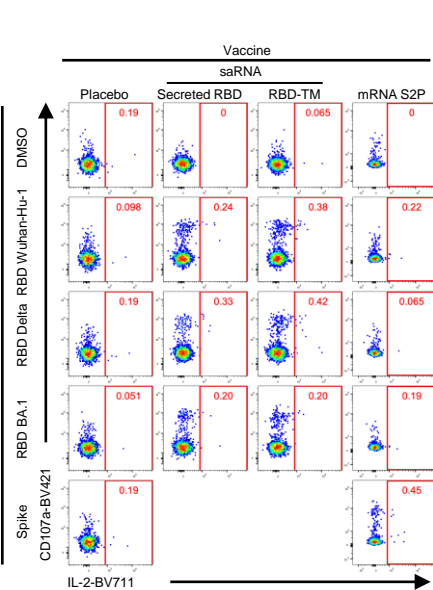 Vaccine
saRNA
Placebo Secreted RBD RBD-TM mRNA S2P
DMSO 0.19 0 0.065 0
RBD Wuhan-Hu-1 0.098 0.24 0.38 0.22
RBD Delta 0.19 0.33 0.42 0.065
RBD BA.1 0.051 0.20 0.20 0.19
Spike 0.19 0.45
CD107a-BV421
IL-2-BV711